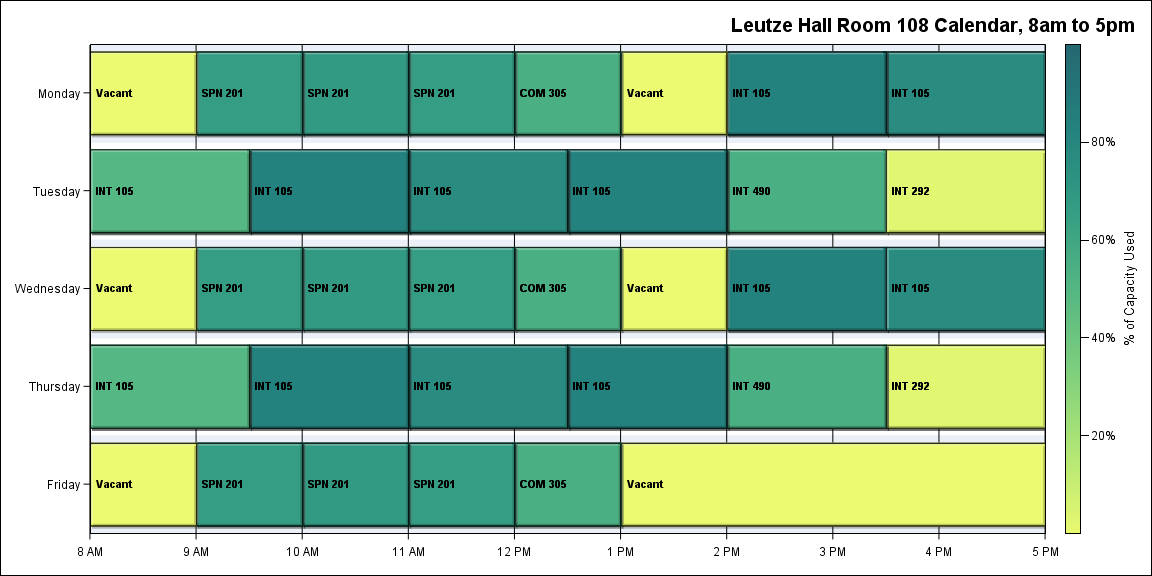 Leutze Hall Room 108 Calendar, 8am to 5pm
Monday
Vacant SPN 201 SPN 201 SPN 201 COM 305 Vacant INT 105 INT 105
Tuesday
INT 105 INT 105 INT 105 INT 105 INT 490 INT 292
Wednesday
Vacant SPN 201 SPN 201 SPN 201 COM 305 Vacant INT 105 INT 105
Thursday
INT 105 INT 105 INT 105 INT 105 INT 490 INT 292
Friday
Vacant SPN 201 SPN 201 SPN 201 COM 305 Vacant
8 AM 9 AM 10 AM 11 AM 12 PM 1 PM 2 PM 3 PM 4 PM 5 PM
80%
60%
40%
20%
% of Capacity Used